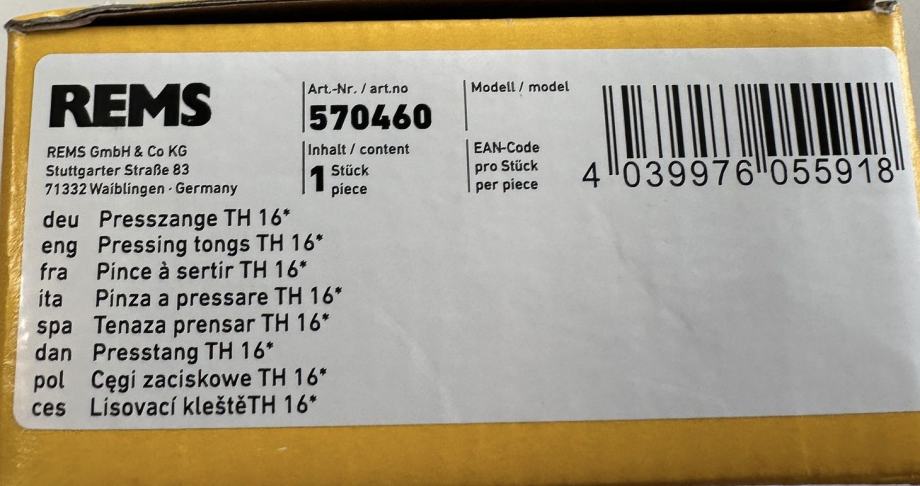 REMS
REMS GmbH & Co KG
Stuttgarter Straße 83
71332 Waiblingen · Germany
Art.-Nr. / art.no
570460
Inhalt / content
1 Stück
piece
Modell / model
EAN-Code
pro Stück
per piece
4 039976 055918
deu Presszange TH 16*
eng Pressing tongs TH 16*
fra Pince à sertir TH 16*
ita Pinza a pressare TH 16*
spa Tenaza prensar TH 16*
dan Presstang TH 16*
pol Cęgi zaciskowe TH 16*
ces Lisovací kleštěTH 16*